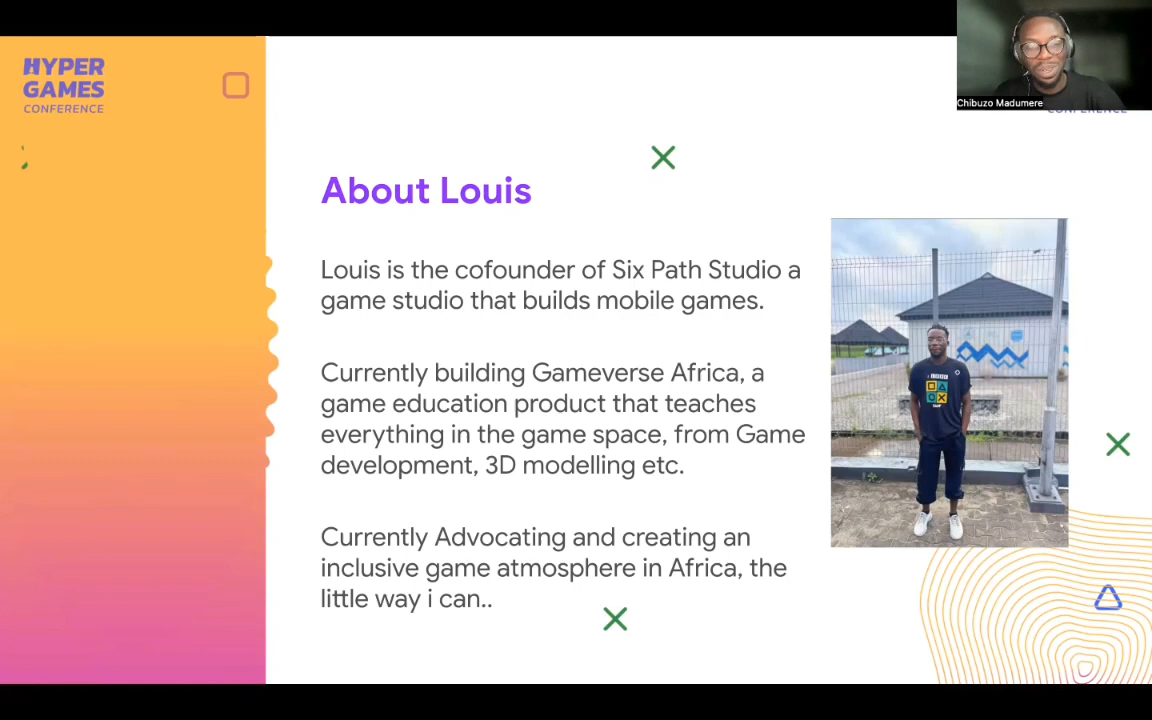 HYPER
GAMES
CONFERENCE
Chibuzo Madumere
CONFERENCE
About Louis
Louis is the cofounder of Six Path Studio a
game studio that builds mobile games.
Currently building Gameverse Africa, a
game education product that teaches
everything in the game space, from Game
development, 3D modelling etc.
Currently Advocating and creating an
inclusive game atmosphere in Africa, the
little way i can..